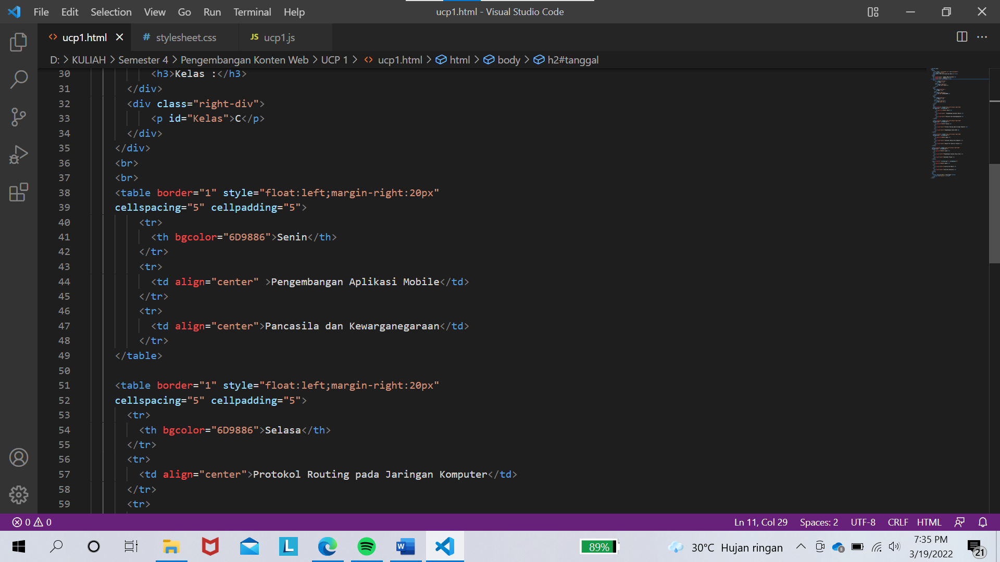 File Edit Selection View Go Run Terminal Help ucp1.html - Visual Studio Code
<> ucp1.html # stylesheet.css JS ucp1.js
D: > KULIAH > Semester 4 > Pengembangan Konten Web > UCP 1 > <> ucp1.html > html > body > h2#tanggal
30 <h3>Kelas :</h3>
31 </div>
32 <div class="right-div">
33 <p id="Kelas">C</p>
34 </div>
35 </div>
36 <br>
37 <br>
38 <table border="1" style="float:left;margin-right:20px"
39 cellspacing="5" cellpadding="5">
40 <tr>
41 <th bgcolor="6D9886">Senin</th>
42 </tr>
43 <tr>
44 <td align="center" >Pengembangan Aplikasi Mobile</td>
45 </tr>
46 <tr>
47 <td align="center">Pancasila dan Kewarganegaraan</td>
48 </tr>
49 </table>
50
51 <table border="1" style="float:left;margin-right:20px"
52 cellspacing="5" cellpadding="5">
53 <tr>
54 <th bgcolor="6D9886">Selasa</th>
55 </tr>
56 <tr>
57 <td align="center">Protokol Routing pada Jaringan Komputer</td>
58 </tr>
59 <tr>
0 0 Ln 11, Col 29 Spaces: 2 UTF-8 CRLF HTML
L W 89% 30°C Hujan ringan 7:35 PM
3/19/2022 21